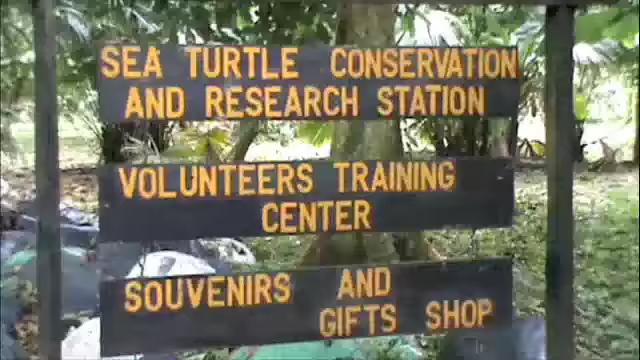 SEA TURTLE CONSERVATION
AND RESEARCH STATION
VOLUNTEERS TRAINING
CENTER
SOUVENIRS AND
GIFTS SHOP